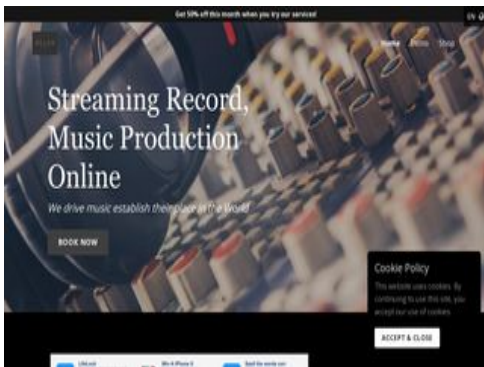 Get 50% off this month when you try our services!
EN
Home
Shop
Streaming Record,
Music Production
Online
We drive music establish their place in the World
BOOK NOW
Cookie Policy
This website uses cookies. By
continuing to use this site, you
accept our use of cookies.
ACCEPT & CLOSE